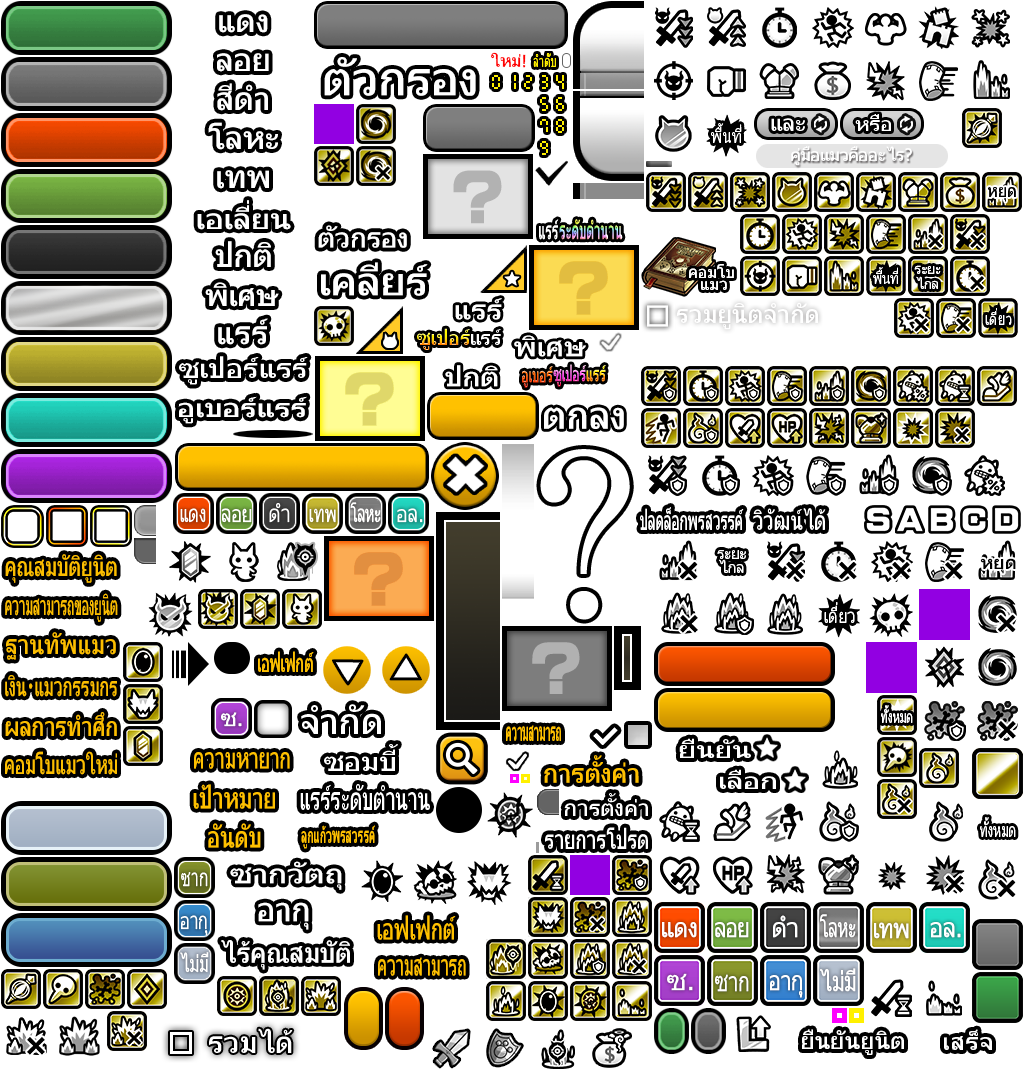 แดง
ลอย
สีดำ
โลหะ
เทพ
เอเลี่ยน
ปกติ
พิเศษ
แรร์
ซูเปอร์แรร์
อูเบอร์แรร์
ตัวกรอง
ใหม่! ลำดับ
0 1 2 3 4
5 6
7 8
9
ตัวกรอง
เคลียร์
แรร์ระดับตำนาน
แรร์
ซูเปอร์แรร์
พิเศษ
ปกติ
อูเบอร์ซูเปอร์แรร์
ตกลง
แดง ลอย ดำ เทพ โลหะ อล.
พื้นที่
และ
หรือ
คู่มือแมวคืออะไร?
หยุด
คอมโบ
แมว
พื้นที่
ระยะ
ไกล
เดี่ยว
รวมยูนิตจำกัด
HP
ปลดล็อกพรสวรรค์ วิวัฒน์ได้
SABCD
ระยะ
ไกล
หยุด
เดี่ยว
คุณสมบัติยูนิต
ความสามารถของยูนิต
ฐานทัพแมว
เงิน·แมวกรรมกร
ผลการทำศึก
คอมโบแมวใหม่
เอฟเฟกต์
ซ.
จำกัด
ความหายาก
ซอมบี้
เป้าหมาย
แรร์ระดับตำนาน
อันดับ
ลูกแก้วพรสวรรค์
ความสามารถ
การตั้งค่า
การตั้งค่า
รายการโปรด
ทั้งหมด
ยืนยัน
เลือก
ทั้งหมด
HP
ซาก
อากุ
ไม่มี
ซากวัตถุ
อากุ
ไร้คุณสมบัติ
เอฟเฟกต์
ความสามารถ
รวมได้
แดง ลอย ดำ โลหะ เทพ อล.
ซ. ซาก อากุ ไม่มี
ยืนยันยูนิต
เสร็จ